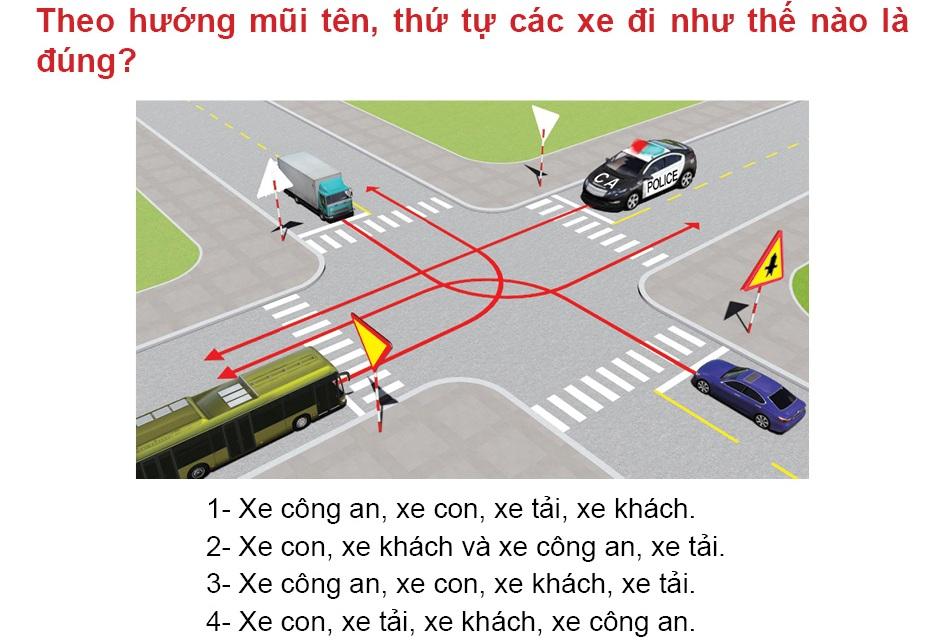 Theo hướng mũi tên, thứ tự các xe đi như thế nào là
đúng?
CA
POLICE
1- Xe công an, xe con, xe tải, xe khách.
2- Xe con, xe khách và xe công an, xe tải.
3- Xe công an, xe con, xe khách, xe tải.
4- Xe con, xe tải, xe khách, xe công an.